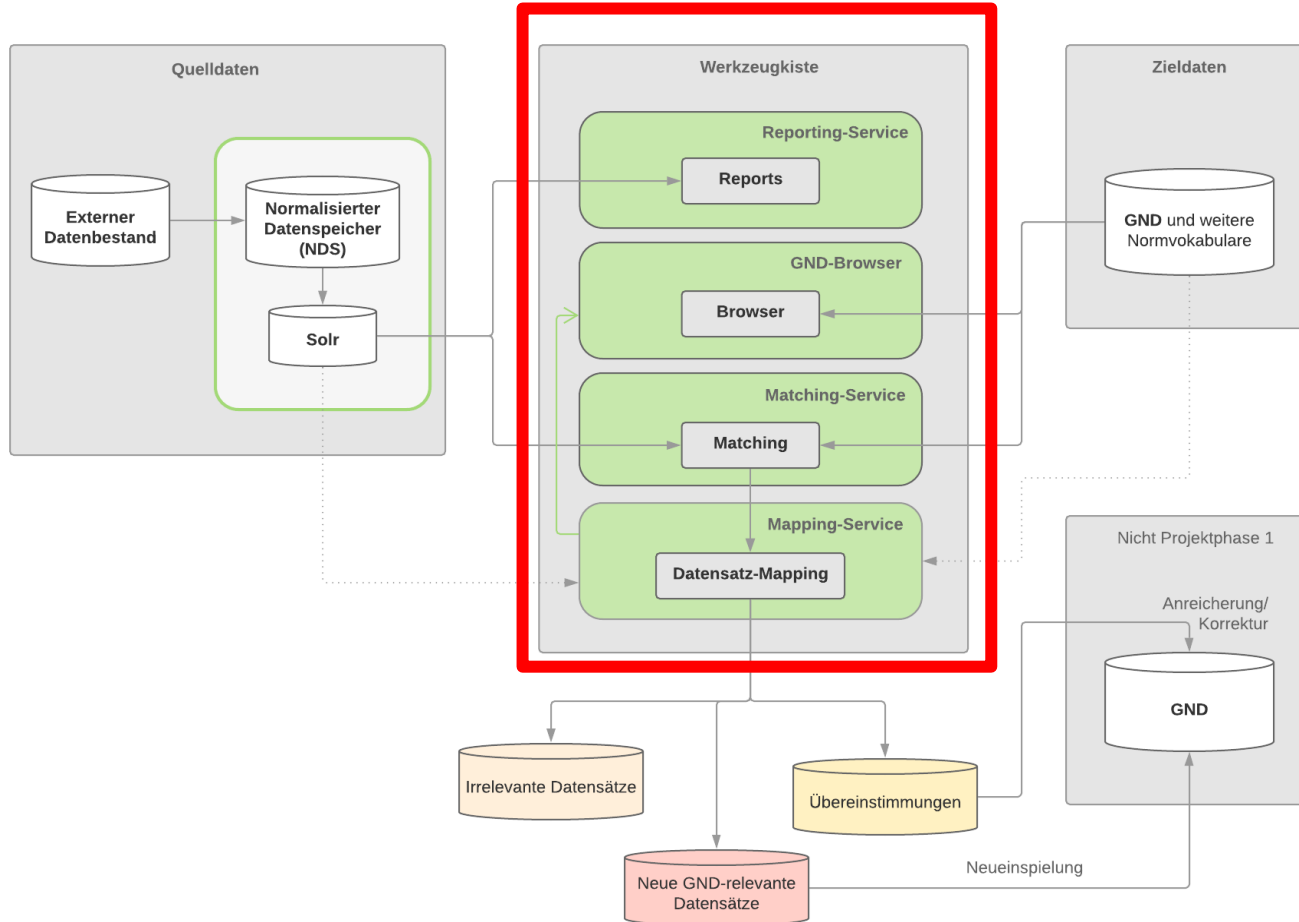 Quelldaten
Externer
Datenbestand
Normalisierter
Datenspeicher
(NDS)
Solr
Werkzeugkiste
Reporting-Service
Reports
GND-Browser
Browser
Matching-Service
Matching
Mapping-Service
Datensatz-Mapping
Zieldaten
GND und weitere
Normvokabulare
Nicht Projektphase 1
Anreicherung/
Korrektur
GND
Irrelevante Datensätze
Übereinstimmungen
Neue GND-relevante
Datensätze
Neueinspielung